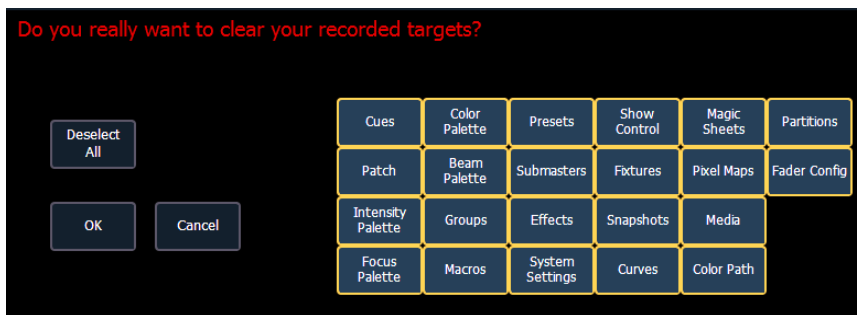 Do you really want to clear your recorded targets?
Deselect
All
OK
Cancel
Cues
Color
Palette
Presets
Show
Control
Magic
Sheets
Partitions
Patch
Beam
Palette
Submasters
Fixtures
Pixel Maps
Fader Config
Intensity
Palette
Groups
Effects
Snapshots
Media
Focus
Palette
Macros
System
Settings
Curves
Color Path